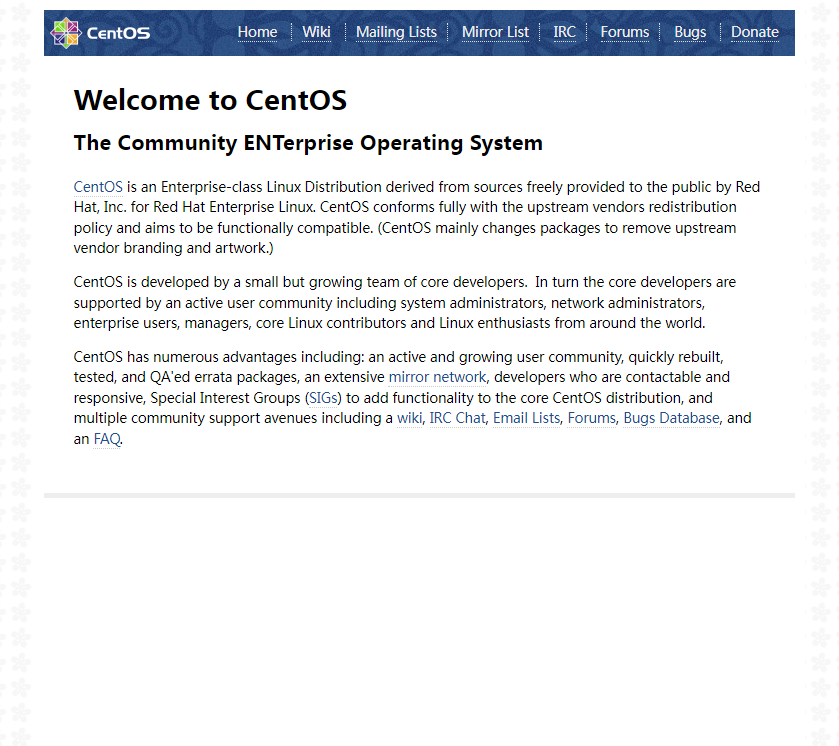 CentOS Home Wiki Mailing Lists Mirror List IRC Forums Bugs Donate
Welcome to CentOS
The Community ENTerprise Operating System
CentOS is an Enterprise-class Linux Distribution derived from sources freely provided to the public by Red
Hat, Inc. for Red Hat Enterprise Linux. CentOS conforms fully with the upstream vendors redistribution
policy and aims to be functionally compatible. (CentOS mainly changes packages to remove upstream
vendor branding and artwork.)
CentOS is developed by a small but growing team of core developers.  In turn the core developers are
supported by an active user community including system administrators, network administrators,
enterprise users, managers, core Linux contributors and Linux enthusiasts from around the world.
CentOS has numerous advantages including: an active and growing user community, quickly rebuilt,
tested, and QA'ed errata packages, an extensive mirror network, developers who are contactable and
responsive, Special Interest Groups (SIGs) to add functionality to the core CentOS distribution, and
multiple community support avenues including a wiki, IRC Chat, Email Lists, Forums, Bugs Database, and
an FAQ.